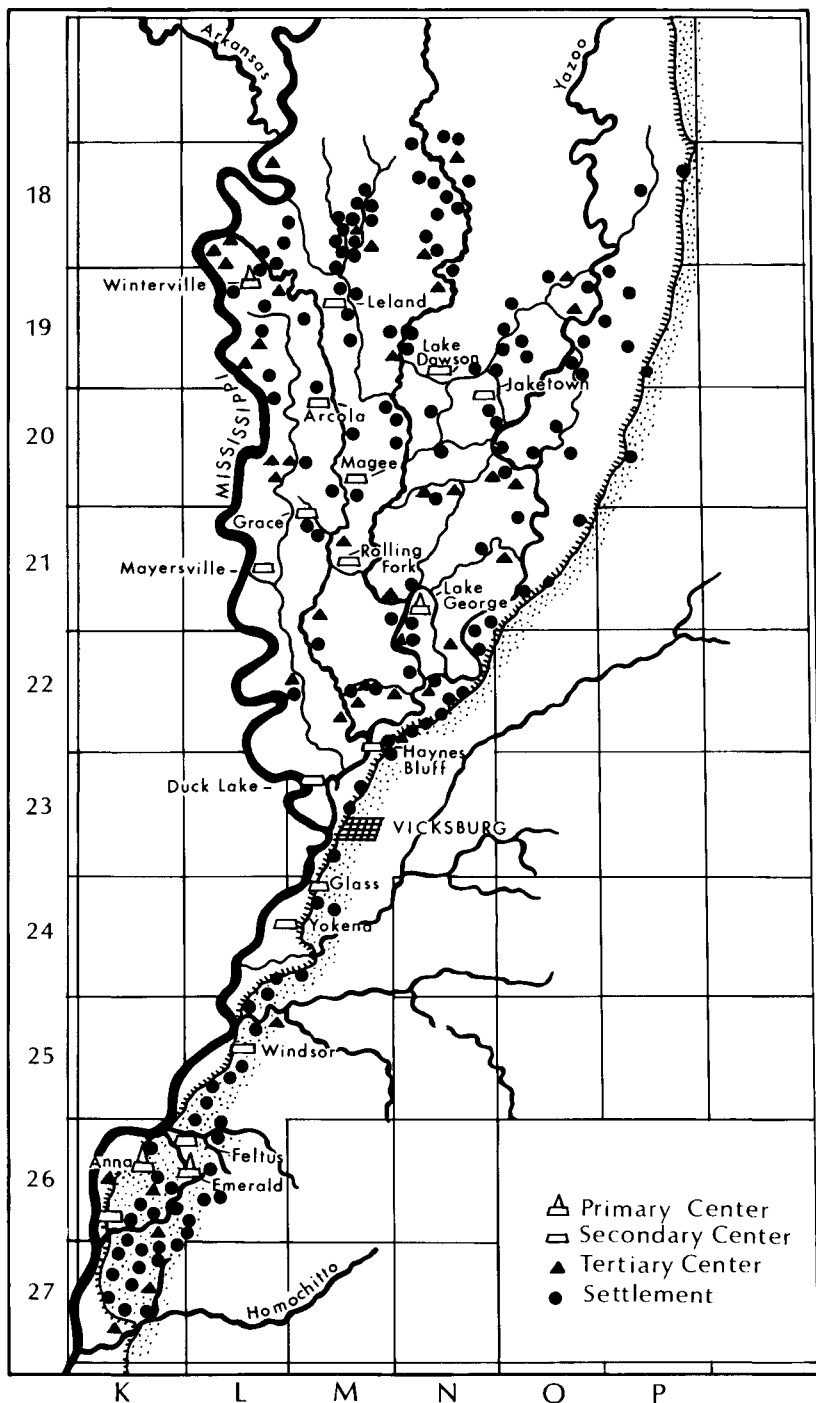 Arkansas
Yazoo
18
Winterville
Leland
19
Lake
Dawson
Jaketown
MISSISSIPPI
Arcola
20
Magee
Grace
Rolling
Fork
21
Mayersville
Lake
George
22
Haynes
Bluff
Duck Lake
23
VICKSBURG
Glass
Yokena
24
25
Windsor
Feltus
Anna
Emerald
26
Primary Center
Secondary Center
Tertiary Center
Settlement
27
Homochitto
K L M N O P